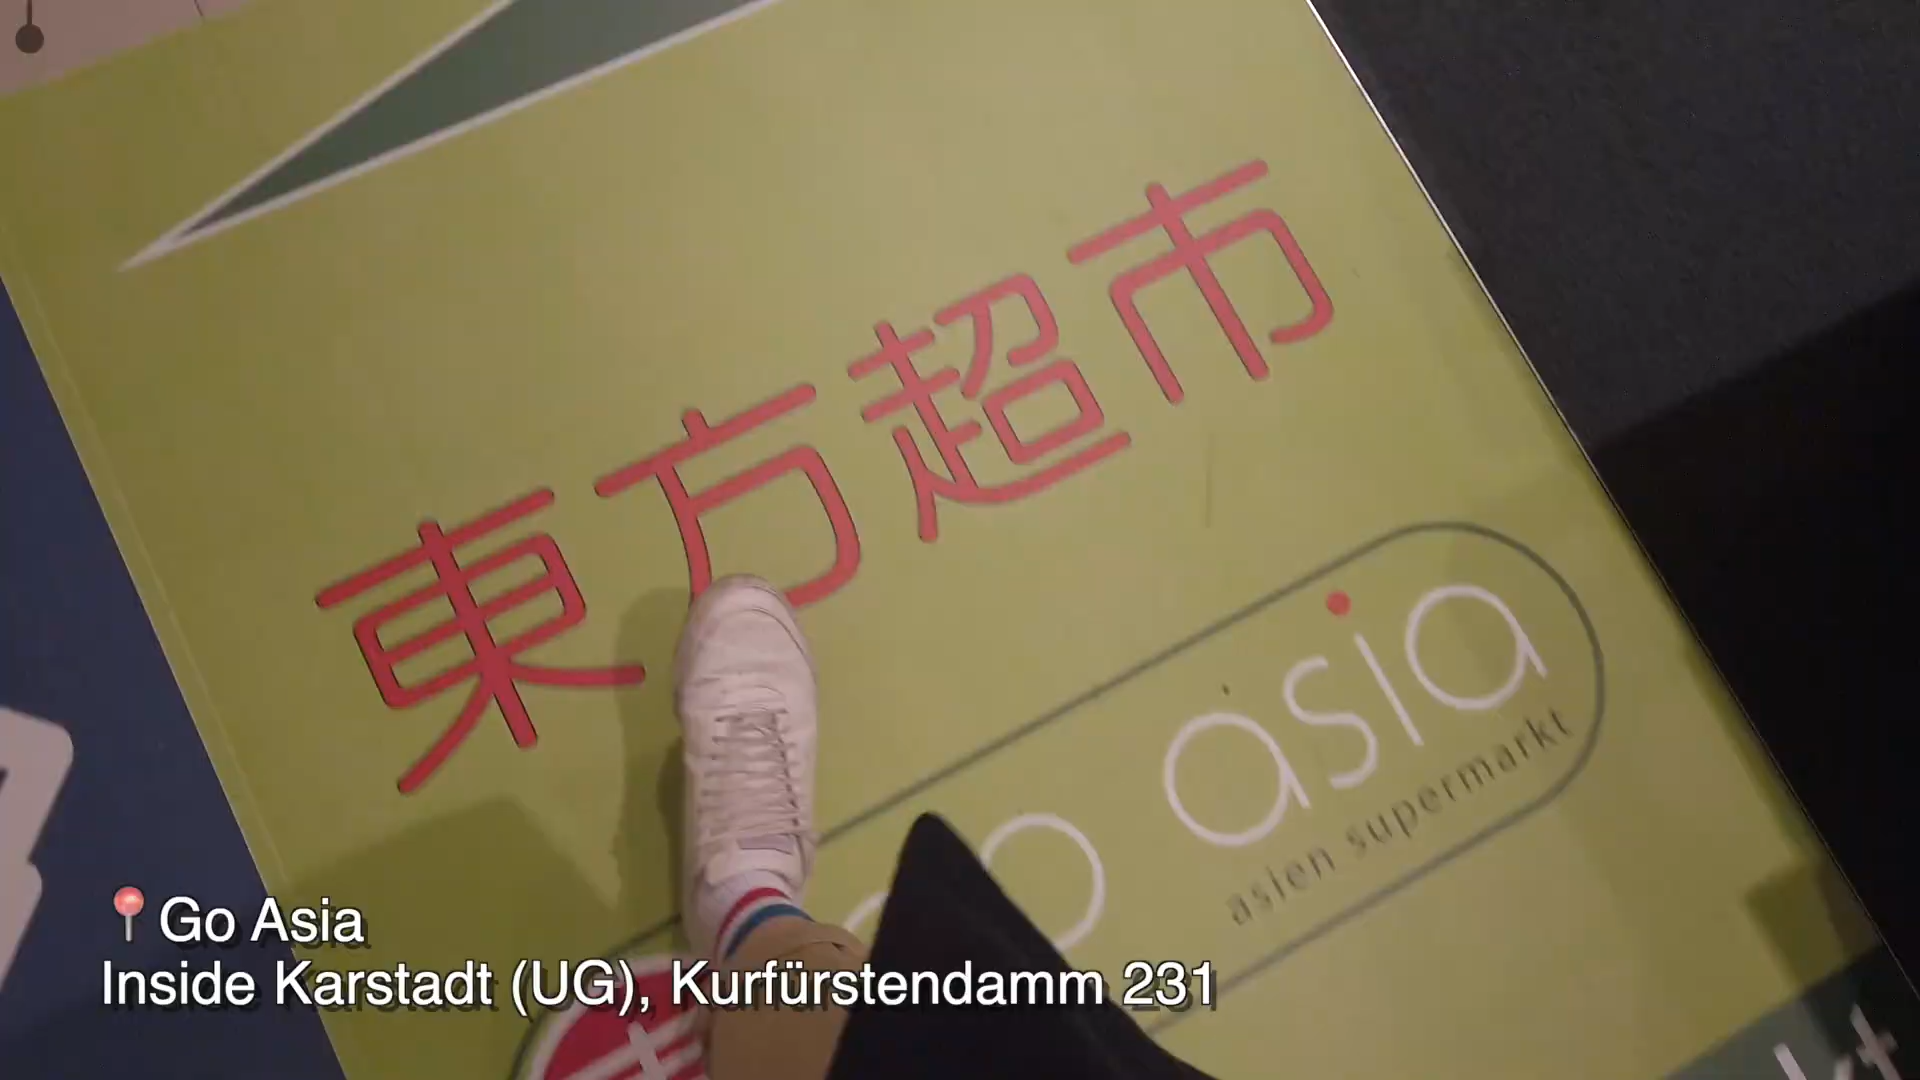 東方超市
asia
asien supermarkt
📍Go Asia
Inside Karstadt (UG), Kurfürstendamm 231